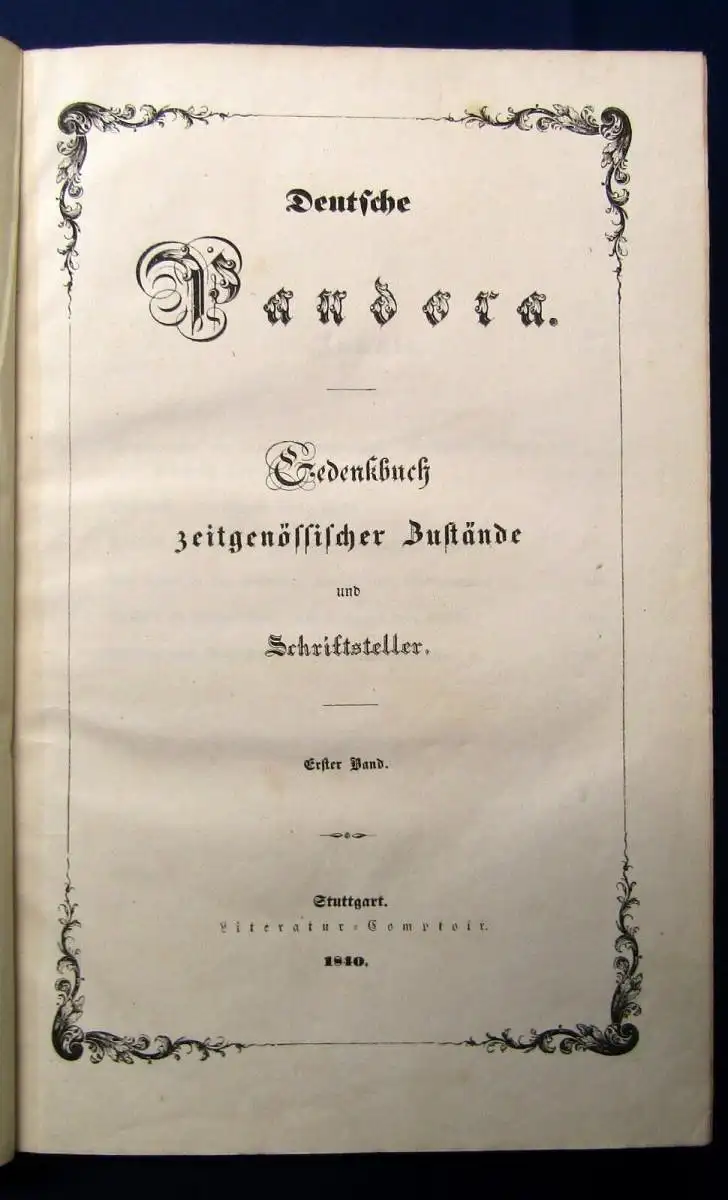 Deutsche
Pandora.
Gedenkbuch
zeitgenössischer Zustände
und
Schriftsteller.
Erster Band.
Stuttgart.
Literatur-Comptoir.
1840.